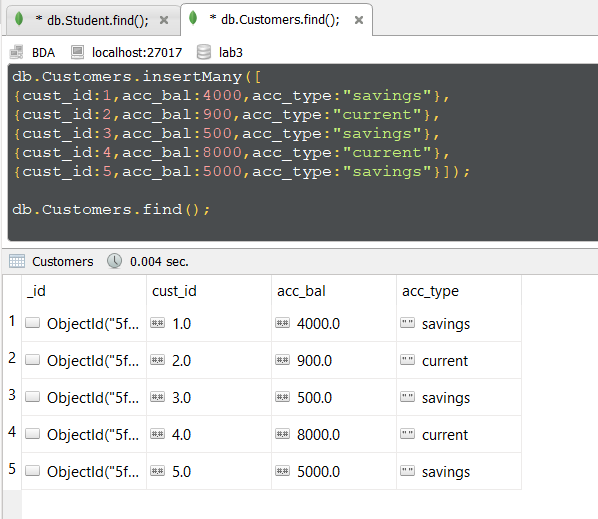 * db.Student.find();
* db.Customers.find();
BDA localhost:27017 lab3
db.Customers.insertMany([
{cust_id:1,acc_bal:4000,acc_type:"savings"},
{cust_id:2,acc_bal:900,acc_type:"current"},
{cust_id:3,acc_bal:500,acc_type:"savings"},
{cust_id:4,acc_bal:8000,acc_type:"current"},
{cust_id:5,acc_bal:5000,acc_type:"savings"}]);
db.Customers.find();
Customers 0.004 sec.
_id cust_id acc_bal acc_type
1 ObjectId("5f... ## 1.0 ## 4000.0 "" savings
2 ObjectId("5f... ## 2.0 ## 900.0 "" current
3 ObjectId("5f... ## 3.0 ## 500.0 "" savings
4 ObjectId("5f... ## 4.0 ## 8000.0 "" current
5 ObjectId("5f... ## 5.0 ## 5000.0 "" savings